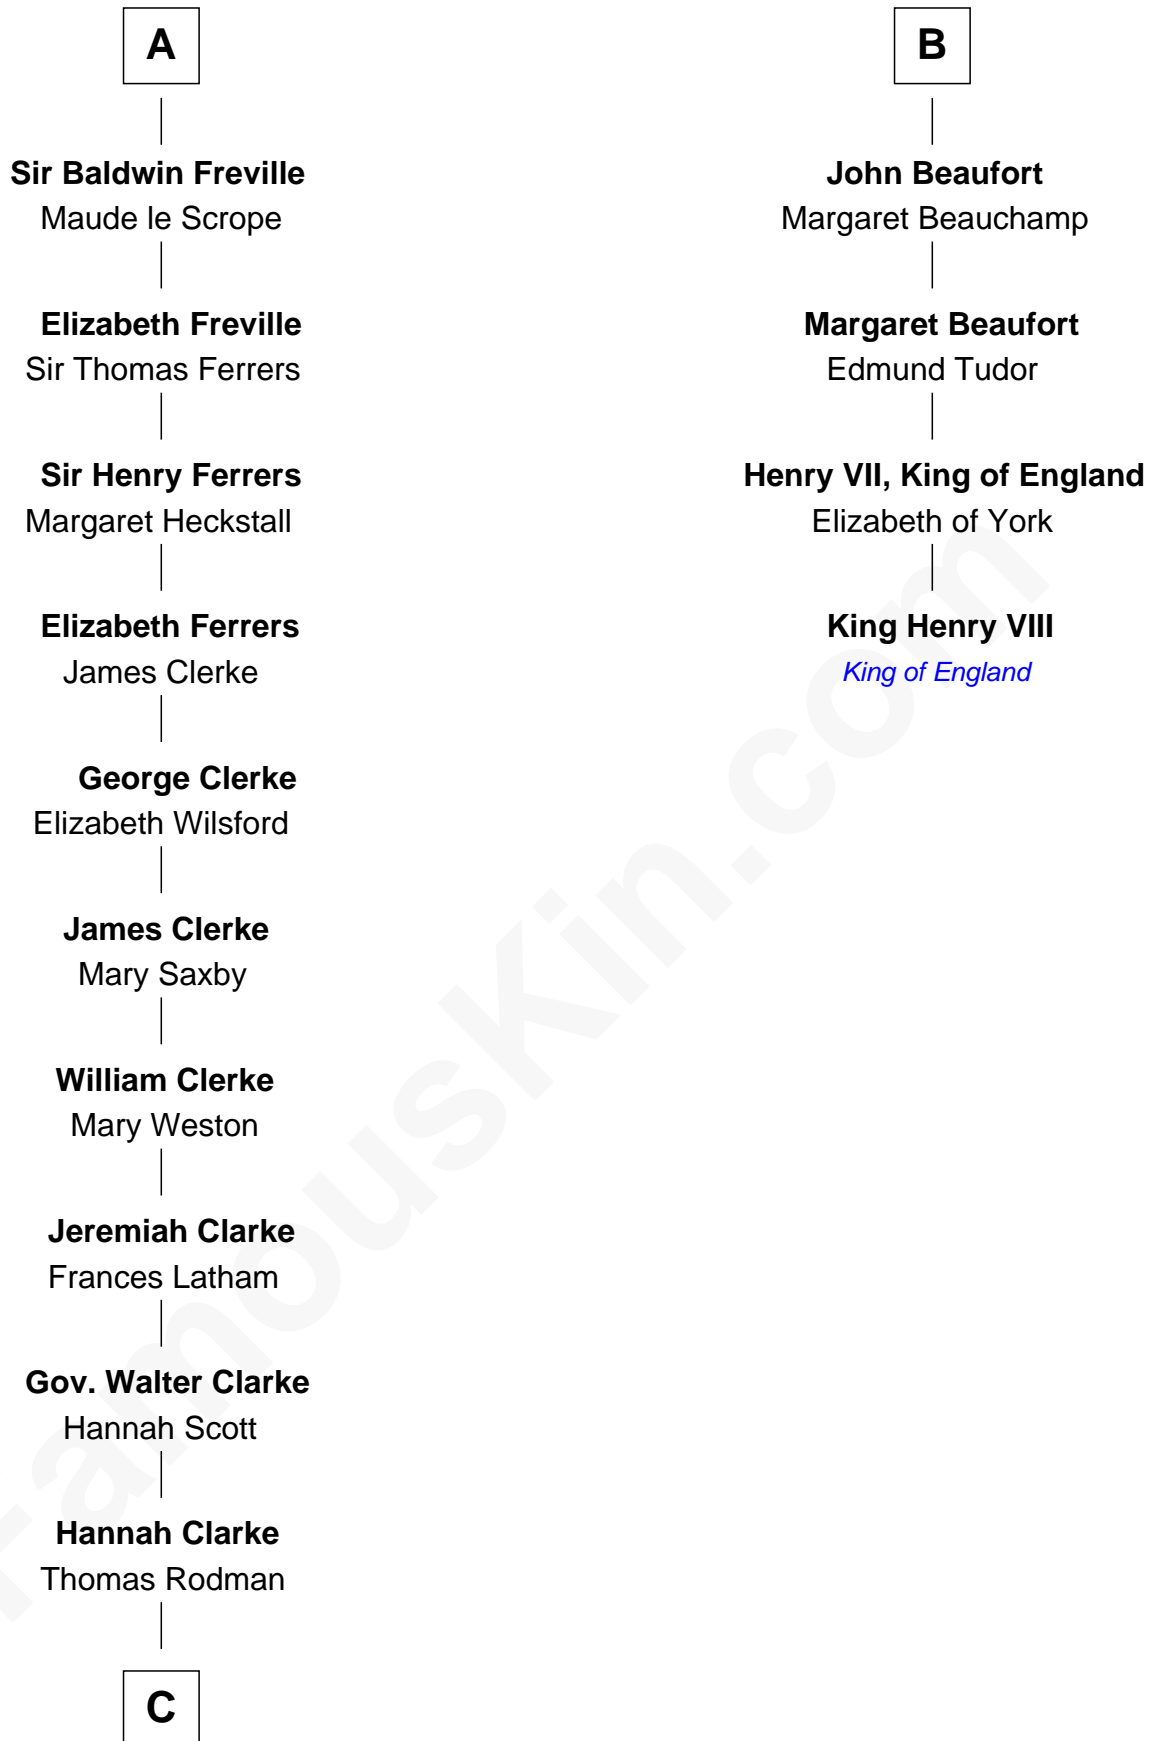 A
Sir Baldwin Freville
Maude le Scrope
Elizabeth Freville
Sir Thomas Ferrers
Sir Henry Ferrers
Margaret Heckstall
Elizabeth Ferrers
James Clerke
George Clerke
Elizabeth Wilsford
James Clerke
Mary Saxby
William Clerke
Mary Weston
Jeremiah Clarke
Frances Latham
Gov. Walter Clarke
Hannah Scott
Hannah Clarke
Thomas Rodman
C
B
John Beaufort
Margaret Beauchamp
Margaret Beaufort
Edmund Tudor
Henry VII, King of England
Elizabeth of York
King Henry VIII
King of England
FamousKin.com